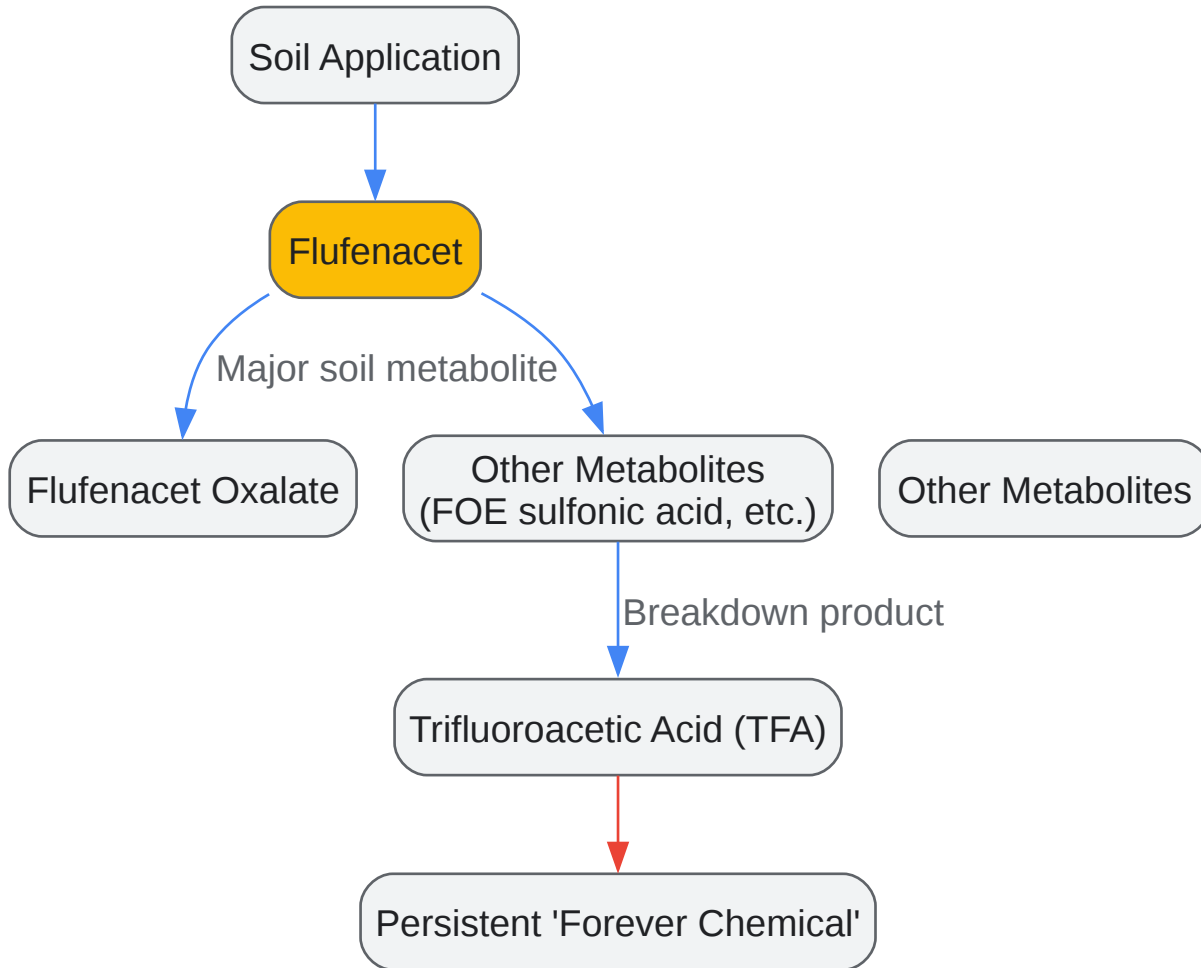 Soil Application
Flufenacet
Major soil metabolite
Flufenacet Oxalate
Other Metabolites
(FOE sulfonic acid, etc.)
Other Metabolites
Breakdown product
Trifluoroacetic Acid (TFA)
Persistent 'Forever Chemical'